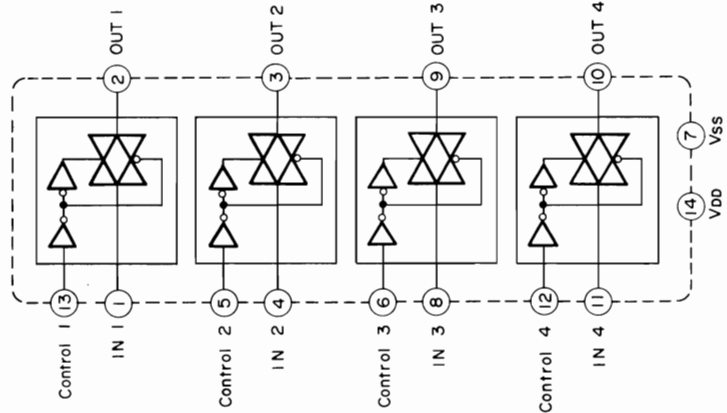 OUT 1
OUT 2
OUT 3
OUT 4
2
3
9
10
7
VSS
14
VDD
13
1
5
4
6
8
12
11
Control 1
IN 1
Control 2
IN 2
Control 3
IN 3
Control 4
IN 4